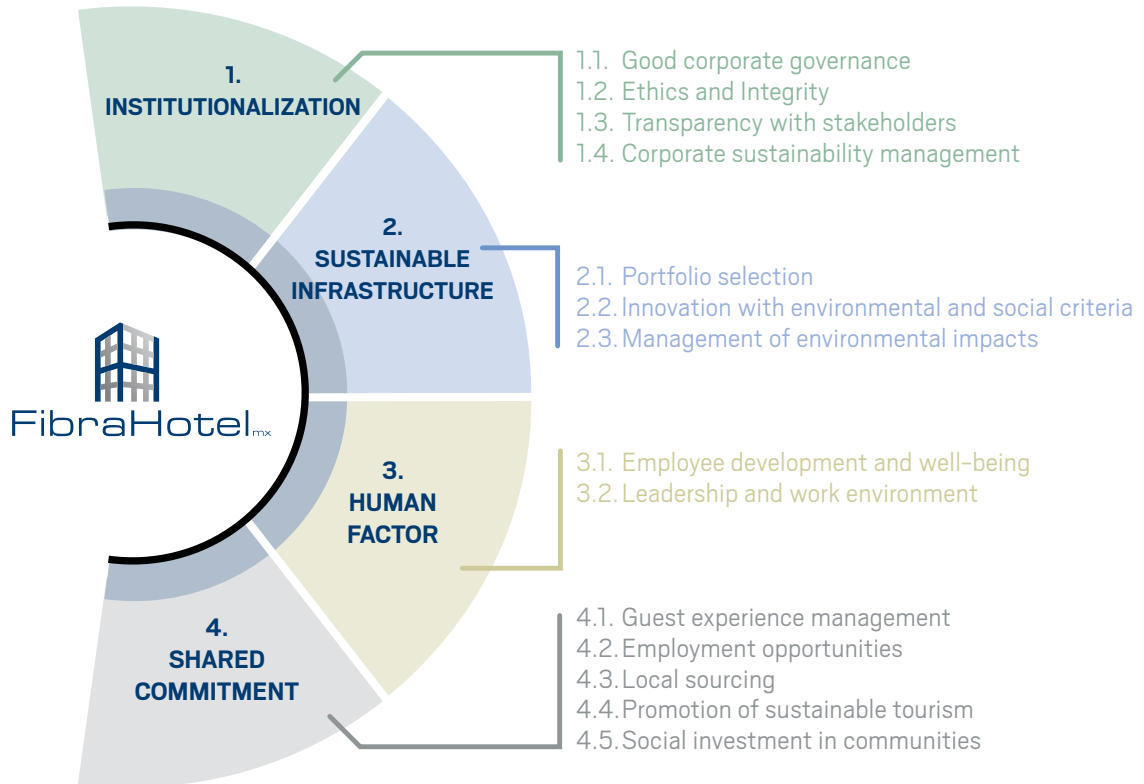 1.
INSTITUTIONALIZATION
1.1. Good corporate governance
1.2. Ethics and Integrity
1.3. Transparency with stakeholders
1.4. Corporate sustainability management
2.
SUSTAINABLE
INFRASTRUCTURE
2.1. Portfolio selection
2.2. Innovation with environmental and social criteria
2.3. Management of environmental impacts
FibraHotel mx
3.
HUMAN
FACTOR
3.1. Employee development and well-being
3.2. Leadership and work environment
4.
SHARED
COMMITMENT
4.1. Guest experience management
4.2. Employment opportunities
4.3. Local sourcing
4.4. Promotion of sustainable tourism
4.5. Social investment in communities